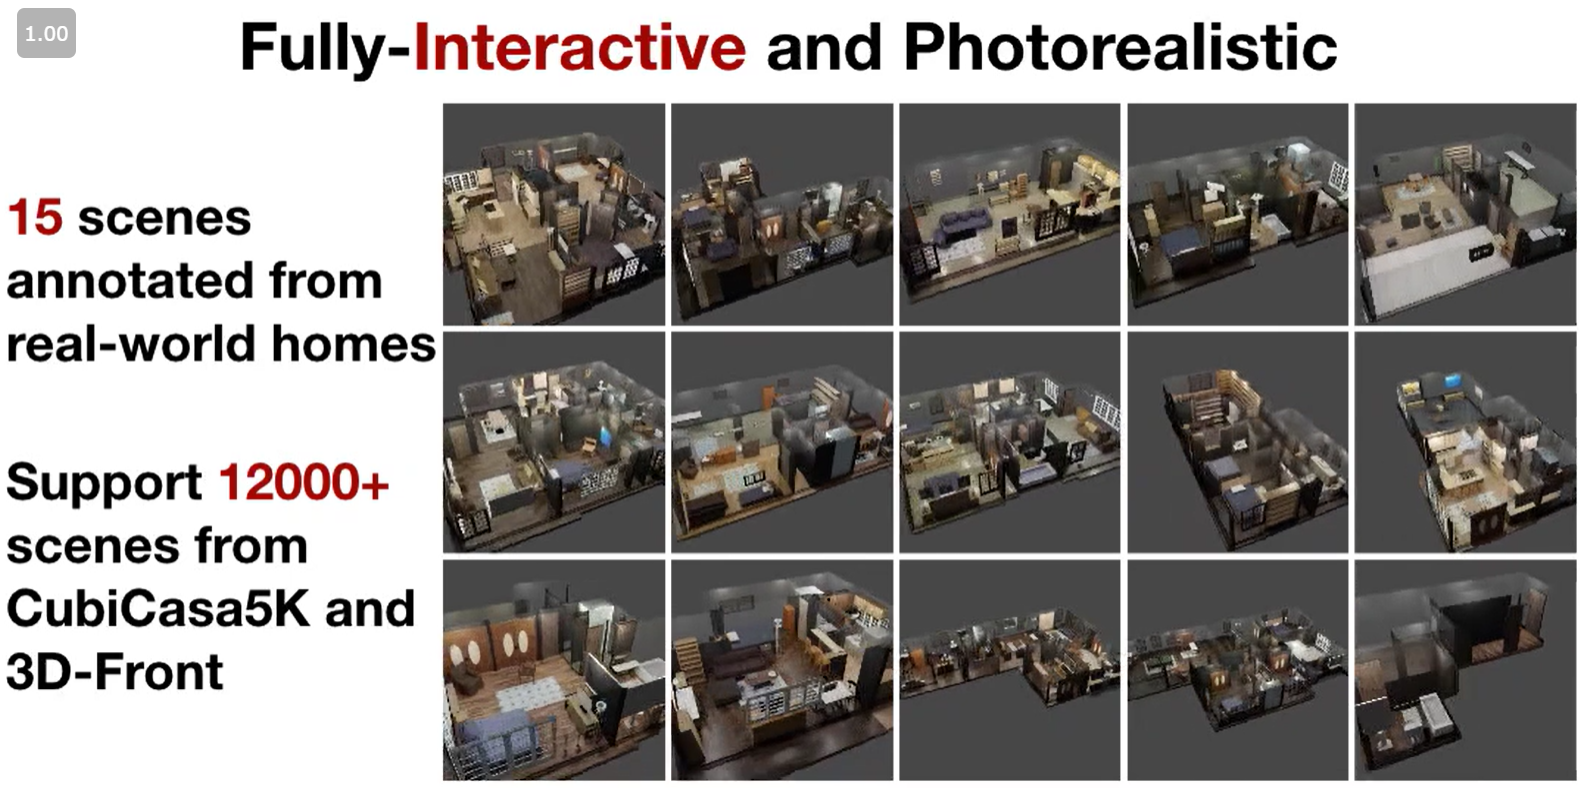 1.00
Fully-Interactive and Photorealistic
15 scenes
annotated from
real-world homes
Support 12000+
scenes from
CubiCasa5K and
3D-Front